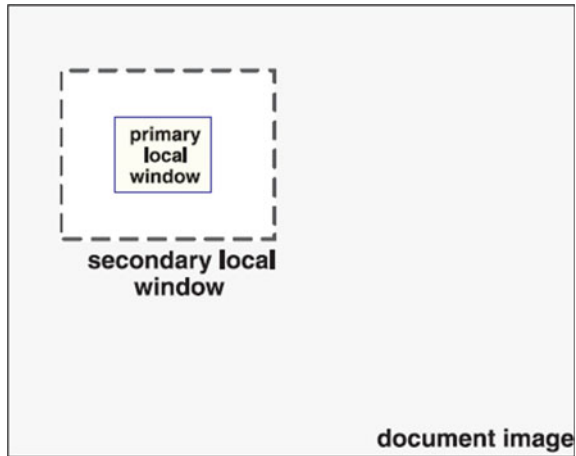 primary
local
window
secondary local
window
document image